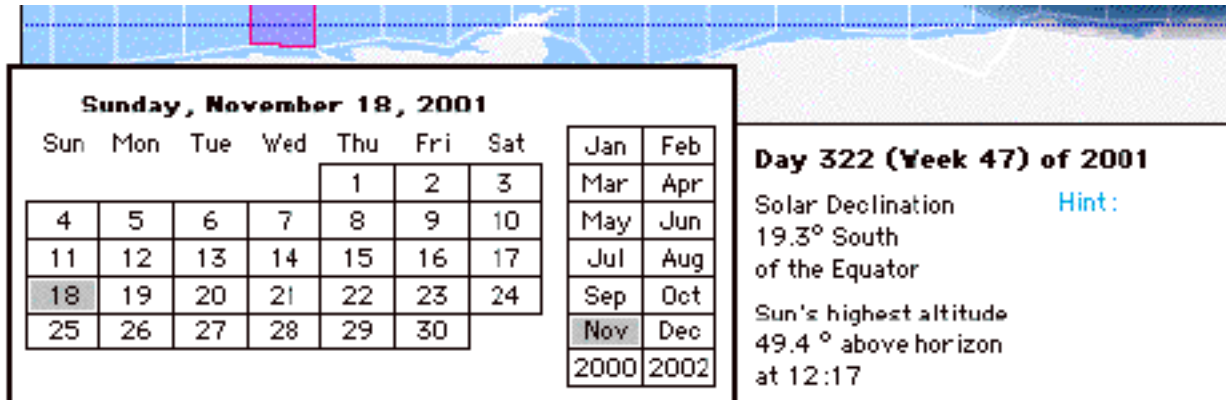 Sunday, November 18, 2001
Sun Mon Tue Wed Thu Fri Sat
1 2 3
4 5 6 7 8 9 10
11 12 13 14 15 16 17
18 19 20 21 22 23 24
25 26 27 28 29 30
Jan Feb
Mar Apr
May Jun
Jul Aug
Sep Oct
Nov Dec
2000 2002
Day 322 (Week 47) of 2001
Solar Declination
19.3° South
of the Equator
Hint:
Sun's highest altitude
49.4 ° above horizon
at 12:17